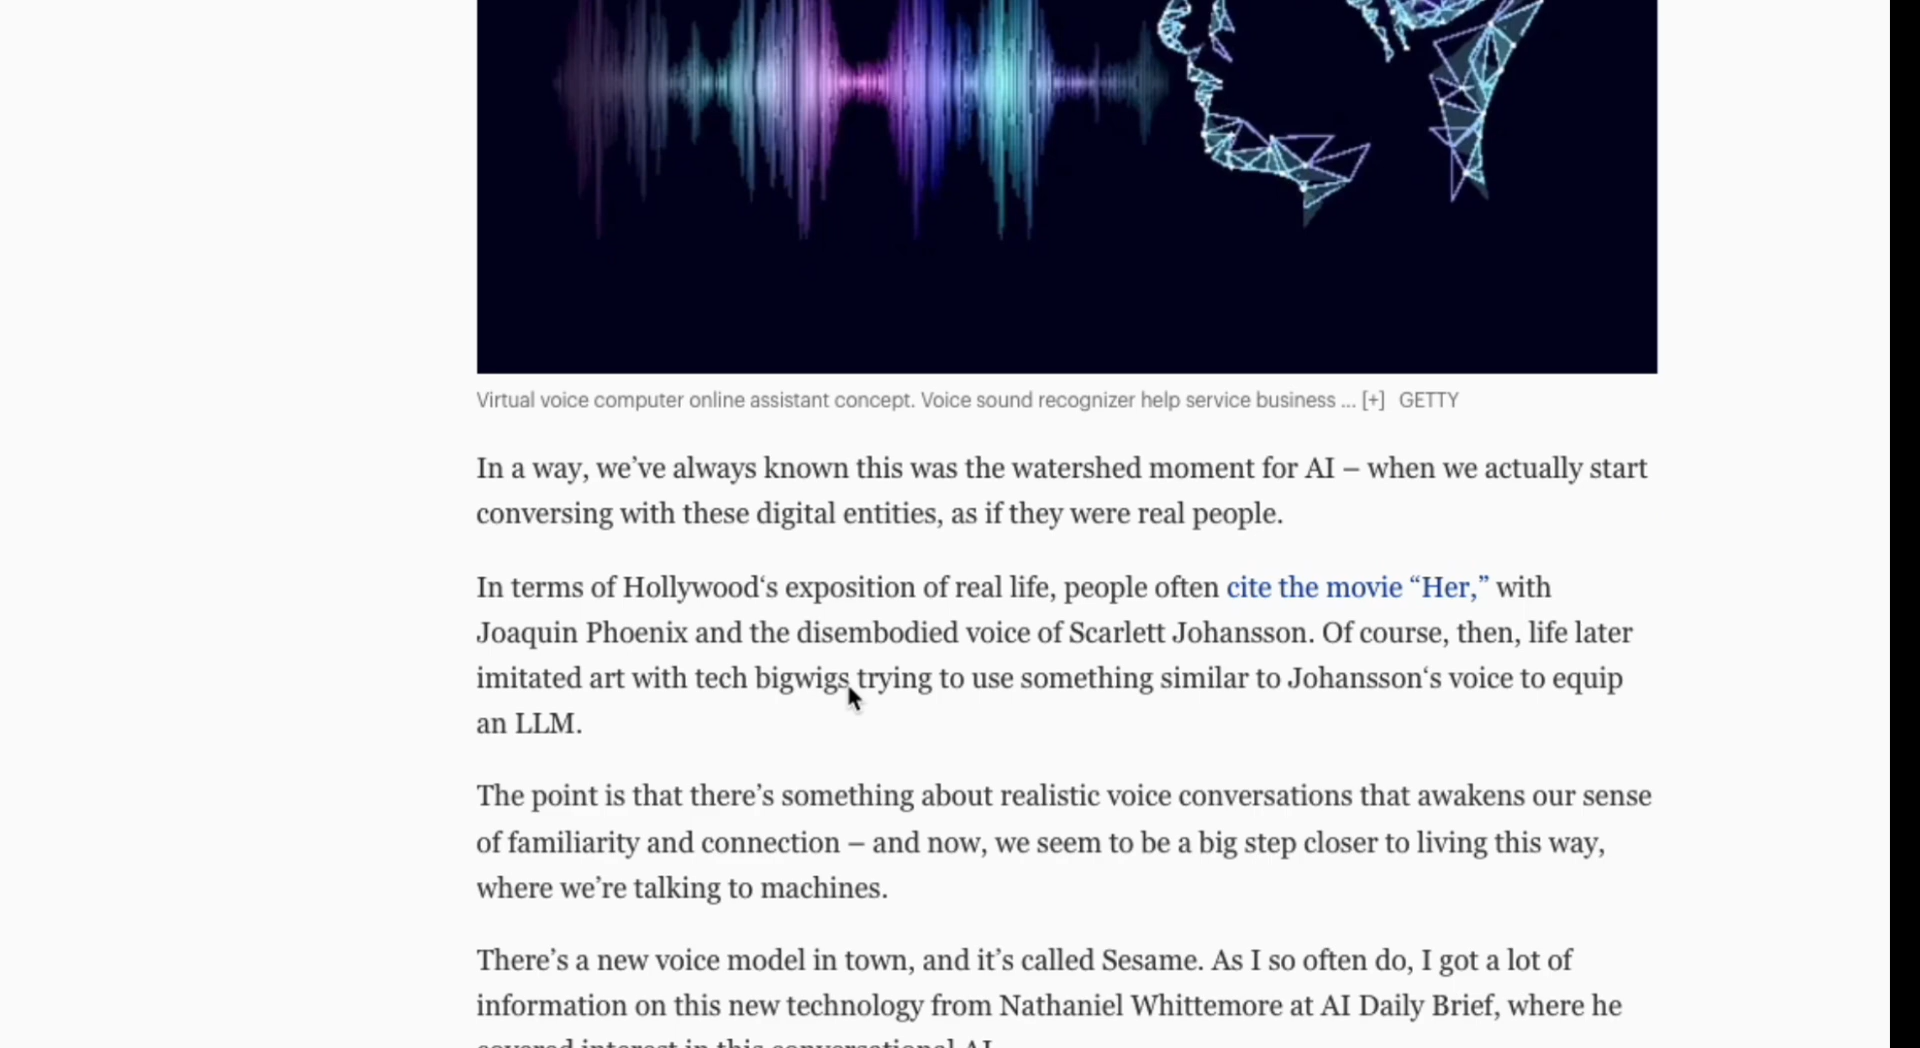 Virtual voice computer online assistant concept. Voice sound recognizer help service business ... [+] GETTY
In a way, we’ve always known this was the watershed moment for AI – when we actually start
conversing with these digital entities, as if they were real people.
In terms of Hollywood‘s exposition of real life, people often cite the movie “Her,” with
Joaquin Phoenix and the disembodied voice of Scarlett Johansson. Of course, then, life later
imitated art with tech bigwigs trying to use something similar to Johansson‘s voice to equip
an LLM.
The point is that there’s something about realistic voice conversations that awakens our sense
of familiarity and connection – and now, we seem to be a big step closer to living this way,
where we’re talking to machines.
There’s a new voice model in town, and it’s called Sesame. As I so often do, I got a lot of
information on this new technology from Nathaniel Whittemore at AI Daily Brief, where he
covered interest in this conversational AI.